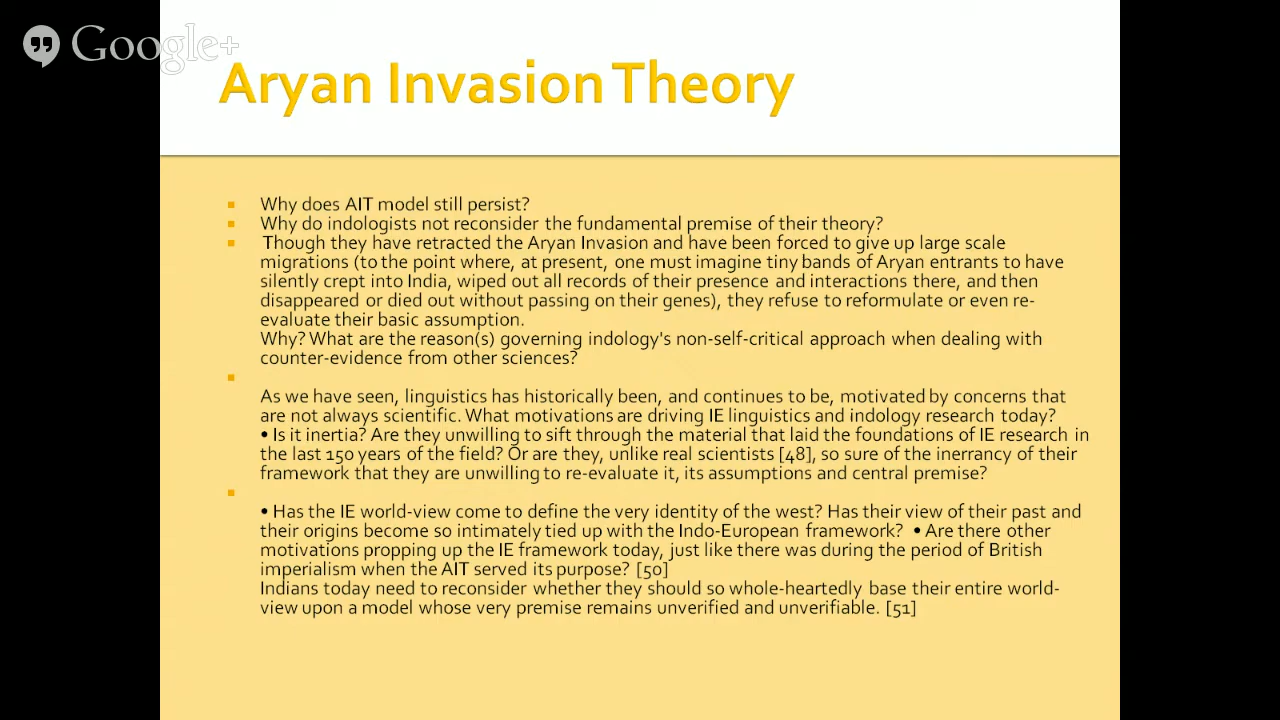 Google+
Aryan Invasion Theory
▪ Why does AIT model still persist?
▪ Why do indologists not reconsider the fundamental premise of their theory?
▪ Though they have retracted the Aryan Invasion and have been forced to give up large scale
migrations (to the point where, at present, one must imagine tiny bands of Aryan entrants to have
silently crept into India, wiped out all records of their presence and interactions there, and then
disappeared or died out without passing on their genes), they refuse to reformulate or even re-
evaluate their basic assumption.
Why? What are the reason(s) governing indology's non-self-critical approach when dealing with
counter-evidence from other sciences?
▪
As we have seen, linguistics has historically been, and continues to be, motivated by concerns that
are not always scientific. What motivations are driving IE linguistics and indology research today?
• Is it inertia? Are they unwilling to sift through the material that laid the foundations of IE research in
the last 150 years of the field? Or are they, unlike real scientists [48], so sure of the inerrancy of their
framework that they are unwilling to re-evaluate it, its assumptions and central premise?
▪
• Has the IE world-view come to define the very identity of the west? Has their view of their past and
their origins become so intimately tied up with the Indo-European framework? • Are there other
motivations propping up the IE framework today, just like there was during the period of British
imperialism when the AIT served its purpose? [50]
Indians today need to reconsider whether they should so whole-heartedly base their entire world-
view upon a model whose very premise remains unverified and unverifiable. [51]